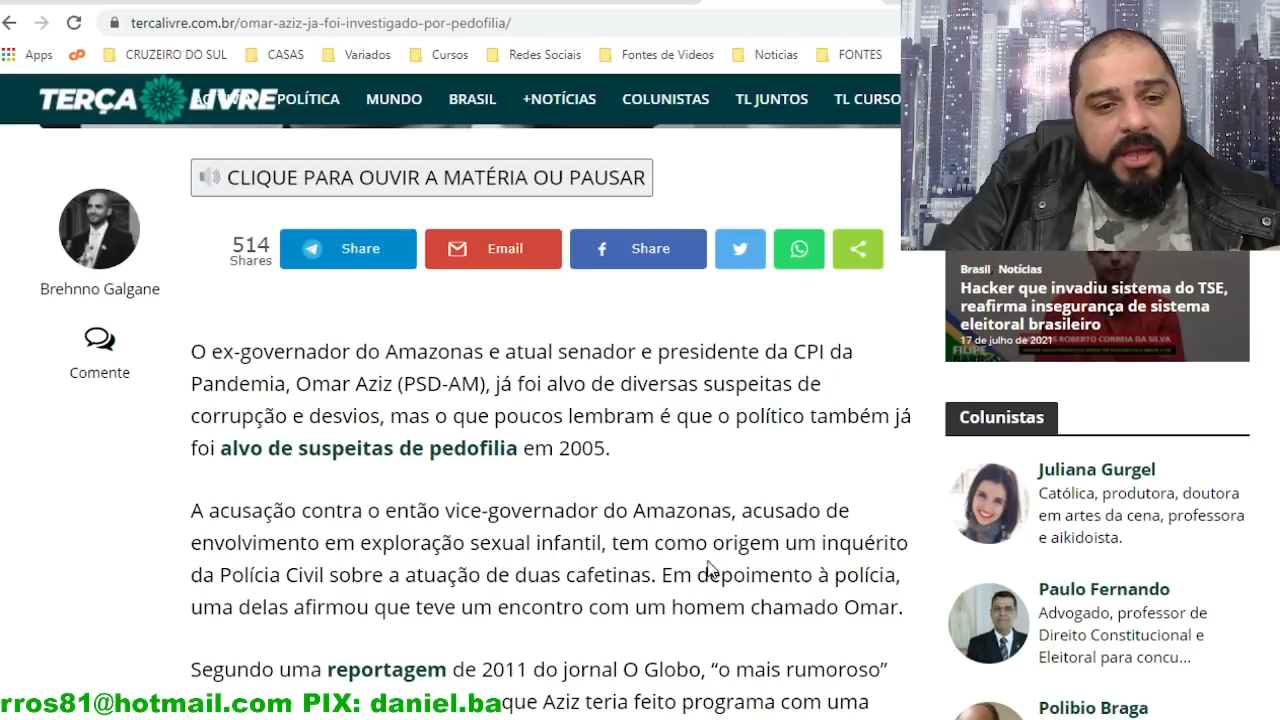 tercalivre.com.br/omar-aziz-ja-foi-investigado-por-pedofilia/
Apps CRUZEIRO DO SUL CASAS Variados Cursos Redes Sociais Fontes de Videos Noticias FONTES
TERÇA LIVRE POLÍTICA MUNDO BRASIL +NOTÍCIAS COLUNISTAS TL JUNTOS TL CURSO
CLIQUE PARA OUVIR A MATÉRIA OU PAUSAR
514
Shares
Share
Email
Share
Brehnno Galgane
Comente
O ex-governador do Amazonas e atual senador e presidente da CPI da
Pandemia, Omar Aziz (PSD-AM), já foi alvo de diversas suspeitas de
corrupção e desvios, mas o que poucos lembram é que o político também já
foi alvo de suspeitas de pedofilia em 2005.
A acusação contra o então vice-governador do Amazonas, acusado de
envolvimento em exploração sexual infantil, tem como origem um inquérito
da Polícia Civil sobre a atuação de duas cafetinas. Em depoimento à polícia,
uma delas afirmou que teve um encontro com um homem chamado Omar.
Segundo uma reportagem de 2011 do jornal O Globo, “o mais rumoroso”
que Aziz teria feito programa com uma
Brasil Notícias
Hacker que invadiu sistema do TSE,
reafirma insegurança de sistema
eleitoral brasileiro
17 de julho de 2021
ROBERTO CORREIA DA SILVA
FILIPE
Colunistas
Juliana Gurgel
Católica, produtora, doutora
em artes da cena, professora
e aikidoista.
Paulo Fernando
Advogado, professor de
Direito Constitucional e
Eleitoral para concu...
Polibio Braga
rros81@hotmail.com PIX: daniel.ba